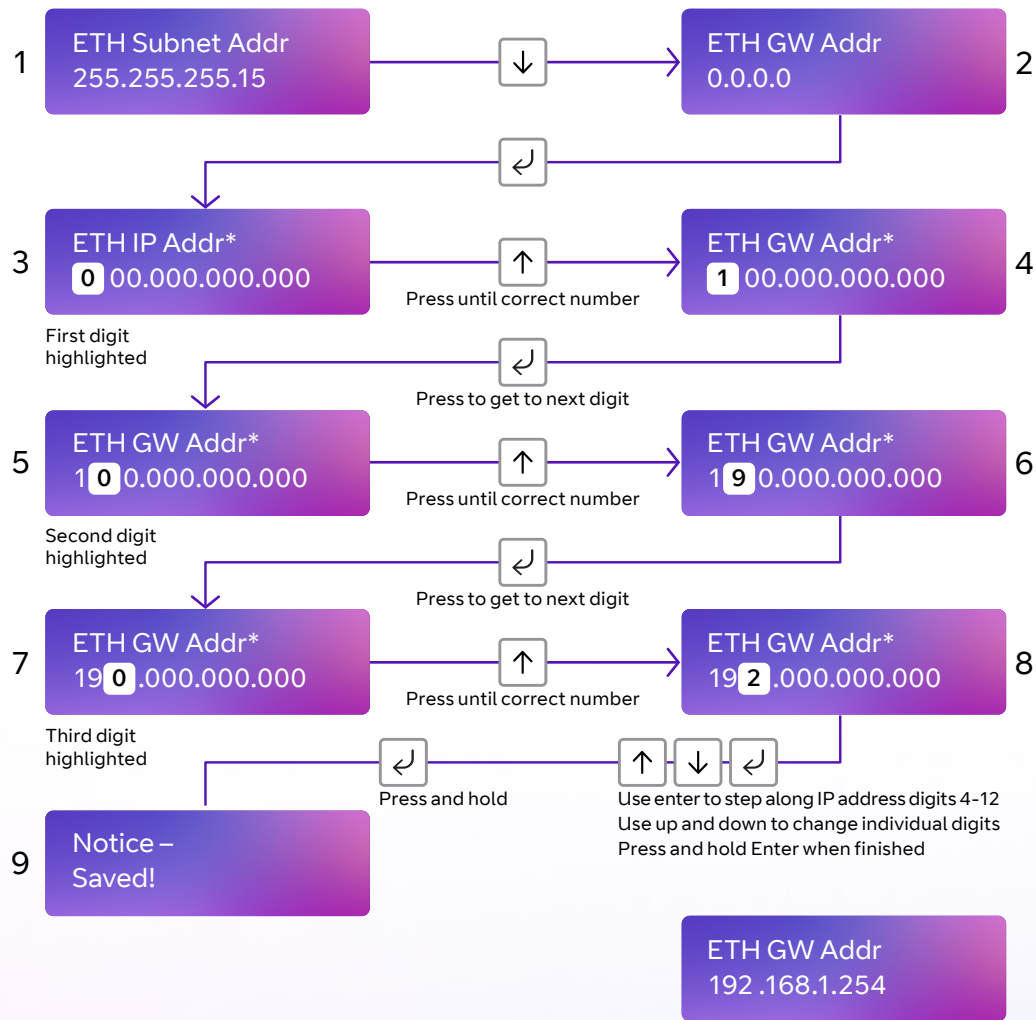 1
ETH Subnet Addr
255.255.255.15
↓
ETH GW Addr
0.0.0.0
2
3
ETH IP Addr*
0 00.000.000.000
First digit
highlighted
↑
Press until correct number
ETH GW Addr*
1 00.000.000.000
4
Press to get to next digit
5
ETH GW Addr*
1 0 0.000.000.000
Second digit
highlighted
↑
Press until correct number
ETH GW Addr*
1 9 0.000.000.000
6
Press to get to next digit
7
ETH GW Addr*
19 0 .000.000.000
Third digit
highlighted
↑
Press until correct number
ETH GW Addr*
19 2 .000.000.000
8
↑ ↓
Use enter to step along IP address digits 4-12
Use up and down to change individual digits
Press and hold Enter when finished
Press and hold
9
Notice –
Saved!
ETH GW Addr
192 .168.1.254